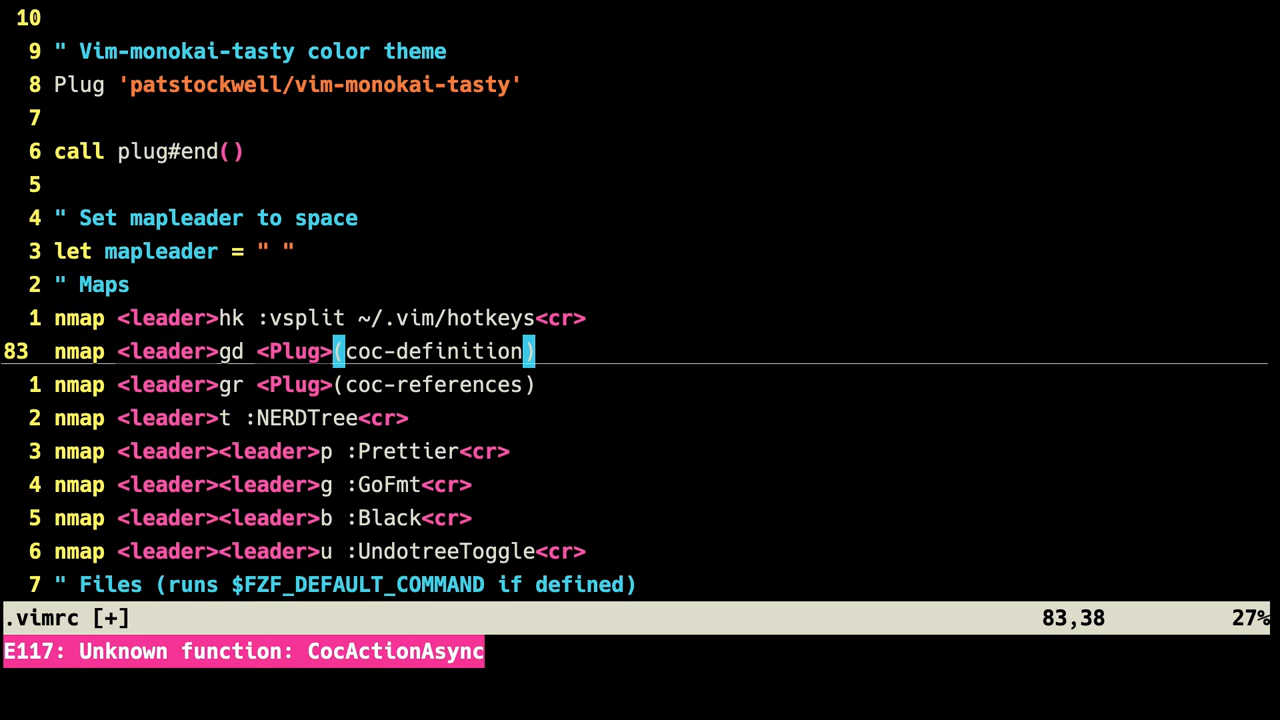 10
9 " Vim-monokai-tasty color theme
8 Plug 'patstockwell/vim-monokai-tasty'
7
6 call plug#end()
5
4 " Set mapleader to space
3 let mapleader = " "
2 " Maps
1 nmap <leader>hk :vsplit ~/.vim/hotkeys<cr>
83 nmap <leader>gd <Plug>(coc-definition)
1 nmap <leader>gr <Plug>(coc-references)
2 nmap <leader>t :NERDTree<cr>
3 nmap <leader><leader>p :Prettier<cr>
4 nmap <leader><leader>g :GoFmt<cr>
5 nmap <leader><leader>b :Black<cr>
6 nmap <leader><leader>u :UndotreeToggle<cr>
7 " Files (runs $FZF_DEFAULT_COMMAND if defined)
.vimrc [+] 83,38 27%
E117: Unknown function: CocActionAsync